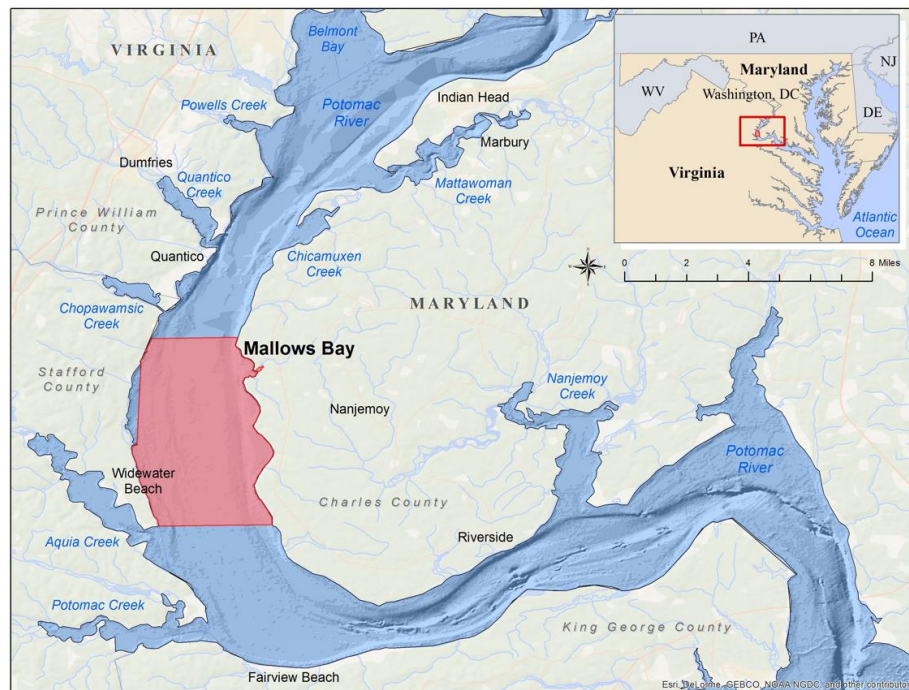 VIRGINIA
Belmont
Bay
Powells Creek
Potomac
River
Indian Head
Marbury
Dumfries
Quantico
Creek
Mattawoman
Creek
Prince William
County
Quantico
Chicamuxen
Creek
Chopawamsic
Creek
MARYLAND
Mallows Bay
Stafford
County
Nanjemoy
Creek
Nanjemoy
Potomac
River
Widewater
Beach
Charles County
Aquia Creek
Riverside
Potomac Creek
King George County
Fairview Beach
PA
NJ
Maryland
WV
Washington, DC
DE
Virginia
Atlantic
Ocean
N
W
E
S
0 2 4 8 Miles
Esri, DeLorme, GEBCO, NOAA NGDC, and other contributor